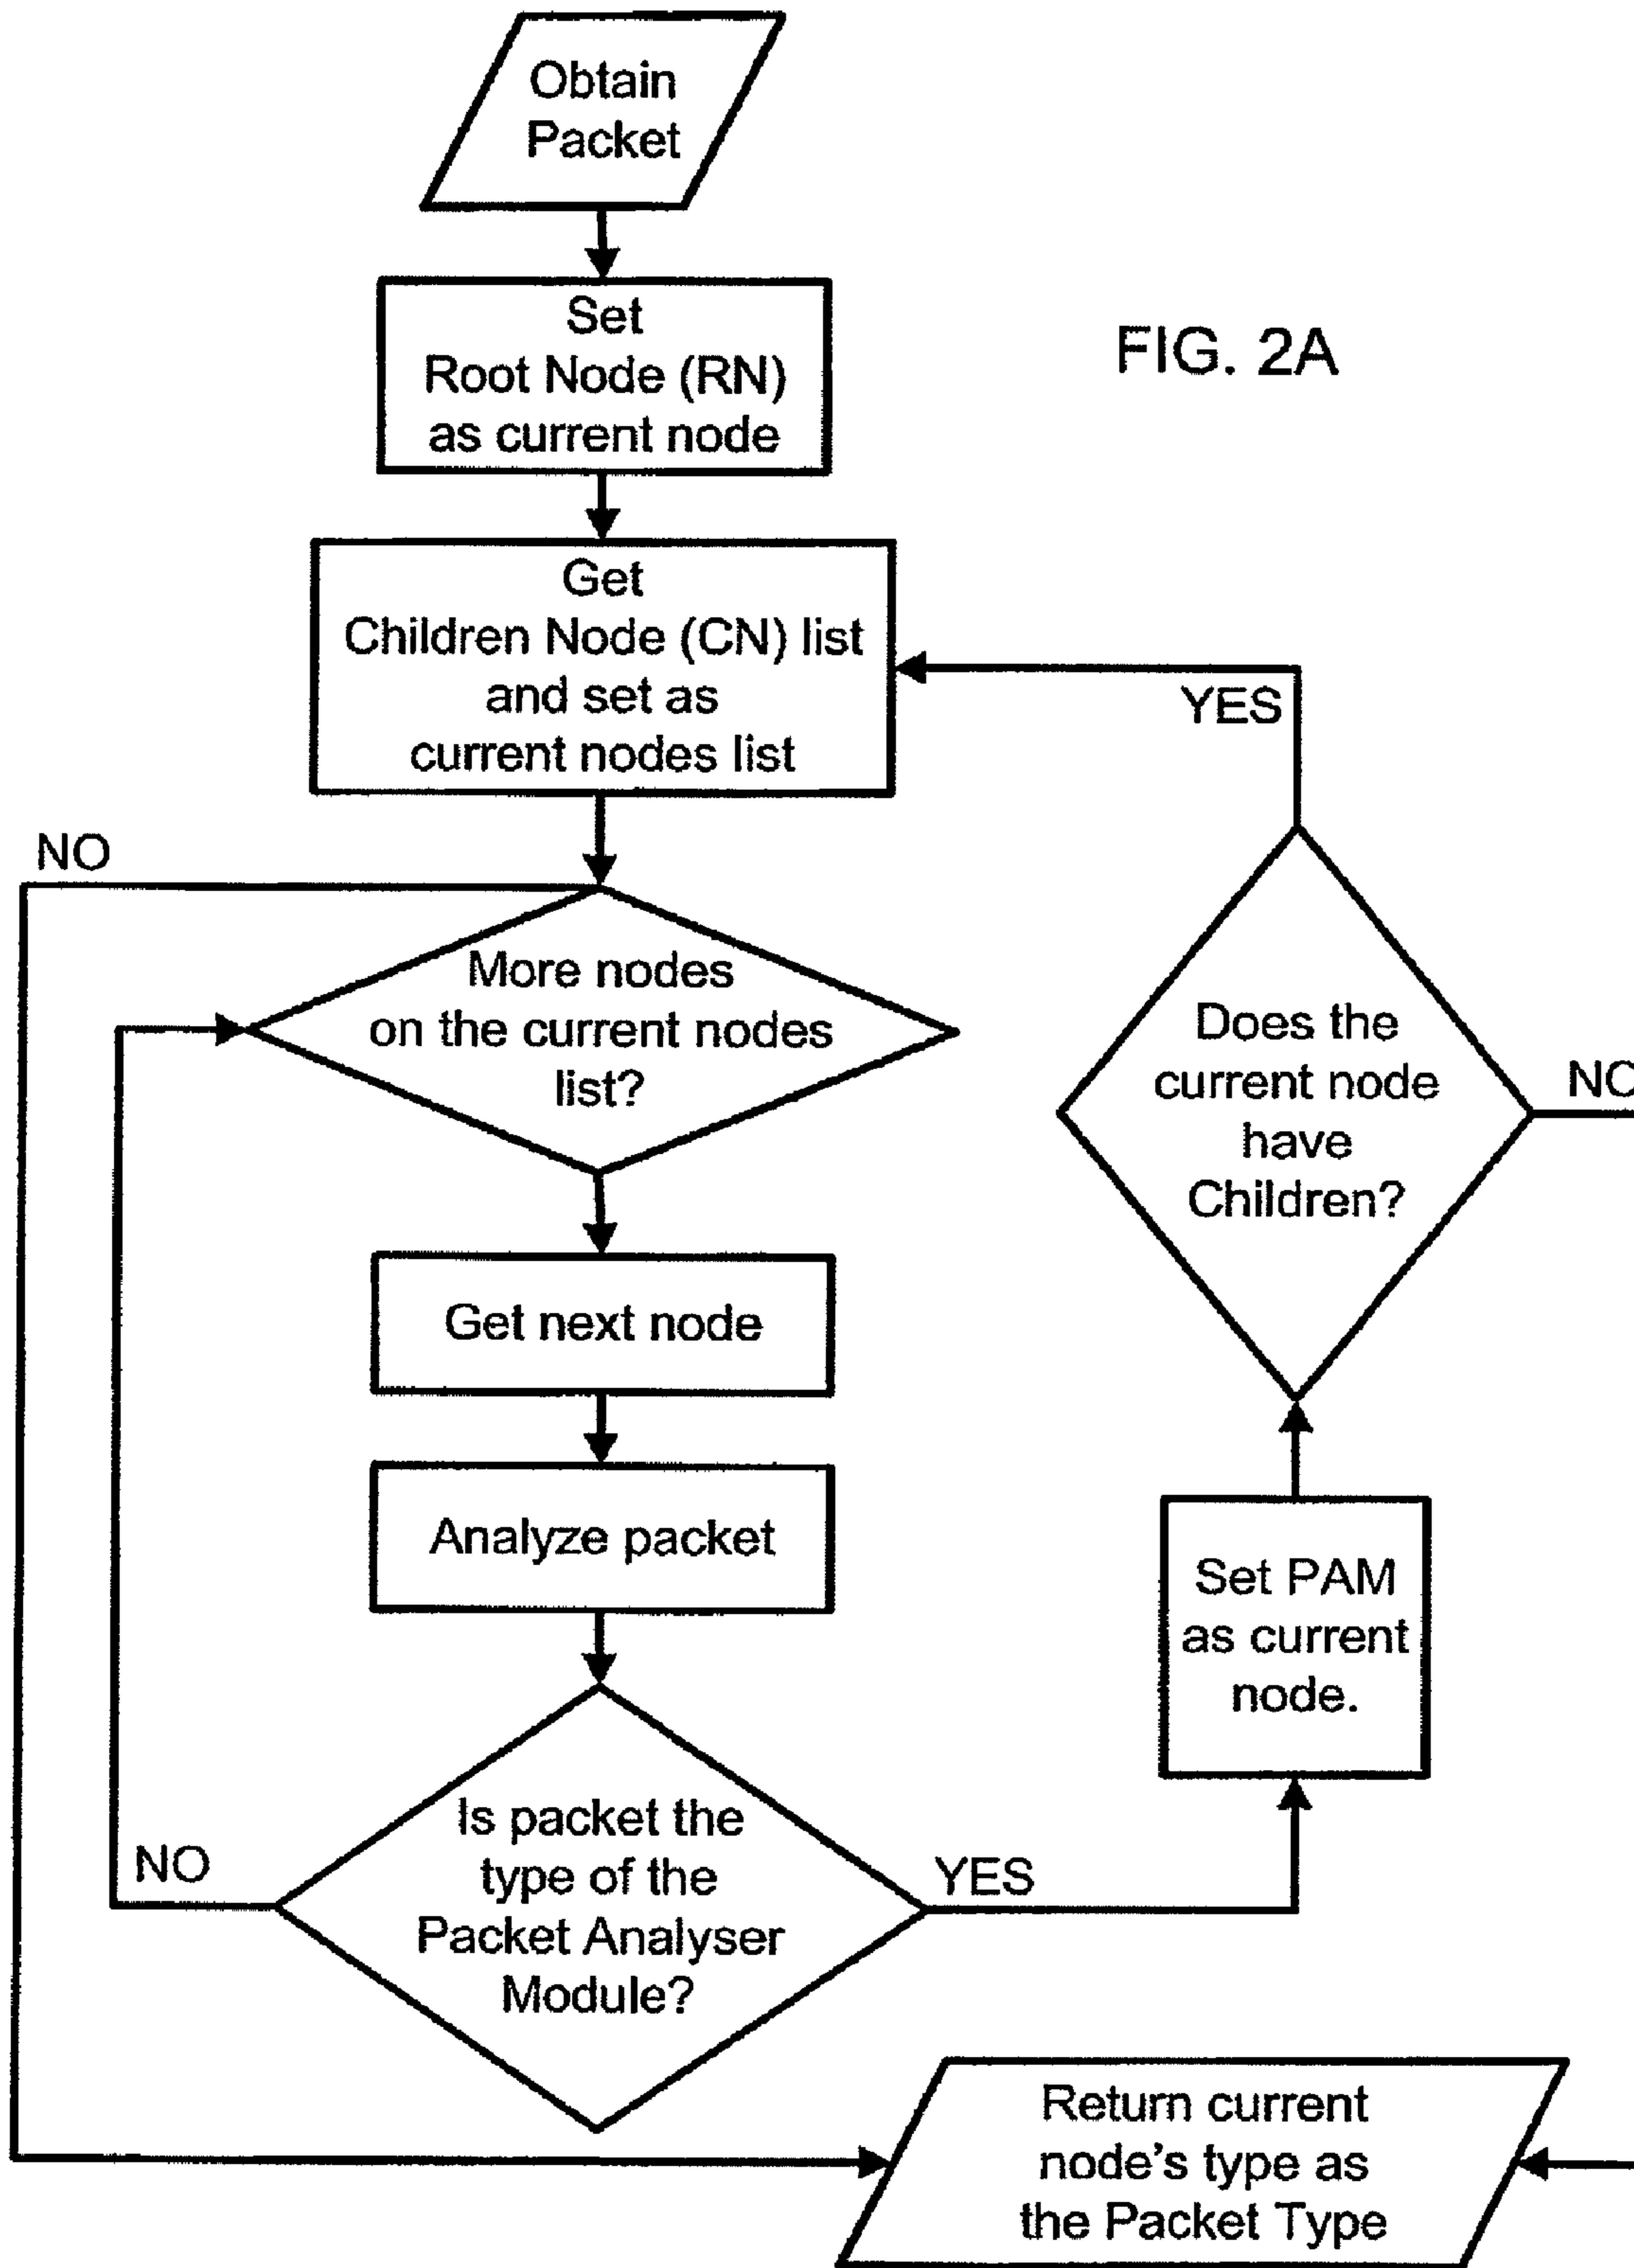 Obtain
Packet
Set
Root Node (RN)
as current node
FIG. 2A
Get
Children Node (CN) list
and set as
current nodes list
YES
NO
More nodes
on the current nodes
list?
Does the
current node
have
Children?
NO
Get next node
Analyze packet
Set PAM
as current
node.
Is packet the
type of the
Packet Analyser
Module?
NO
YES
Return current
node's type as
the Packet Type